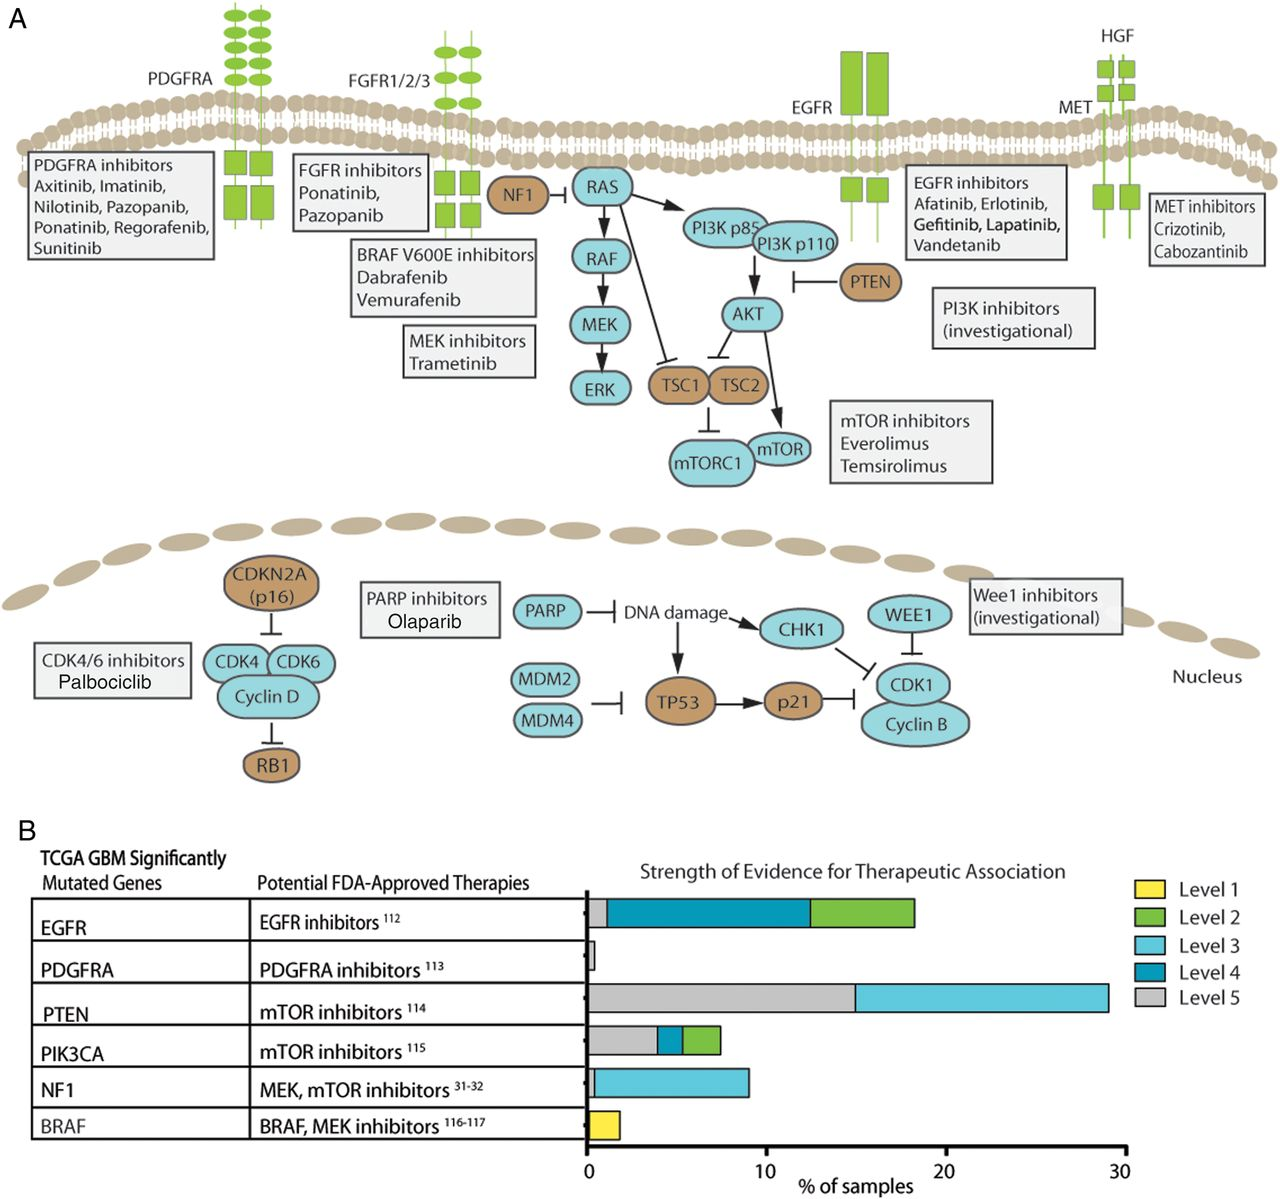 A
PDGFRA
FGFR1/2/3
EGFR
HGF
MET
PDGFRA inhibitors
Axitinib, Imatinib,
Nilotinib, Pazopanib,
Ponatinib, Regorafenib,
Sunitinib
FGFR inhibitors
Ponatinib,
Pazopanib
BRAF V600E inhibitors
Dabrafenib
Vemurafenib
MEK inhibitors
Trametinib
NF1
RAS
RAF
MEK
ERK
PI3K p85
PI3K p110
AKT
PTEN
TSC1
TSC2
mTORC1
mTOR
EGFR inhibitors
Afatinib, Erlotinib,
Gefitinib, Lapatinib,
Vandetanib
MET inhibitors
Crizotinib,
Cabozantinib
PI3K inhibitors
(investigational)
mTOR inhibitors
Everolimus
Temsirolimus
CDKN2A
(p16)
CDK4/6 inhibitors
Palbociclib
CDK4
CDK6
Cyclin D
RB1
PARP inhibitors
Olaparib
PARP
DNA damage
MDM2
MDM4
TP53
p21
CHK1
WEE1
CDK1
Cyclin B
Wee1 inhibitors
(investigational)
Nucleus
B
TCGA GBM Significantly
Mutated Genes
Potential FDA-Approved Therapies
Strength of Evidence for Therapeutic Association
EGFR
EGFR inhibitors 112
PDGFRA
PDGFRA inhibitors 113
PTEN
mTOR inhibitors 114
PIK3CA
mTOR inhibitors 115
NF1
MEK, mTOR inhibitors 31-32
BRAF
BRAF, MEK inhibitors 116-117
Level 1
Level 2
Level 3
Level 4
Level 5
0
10
20
30
% of samples